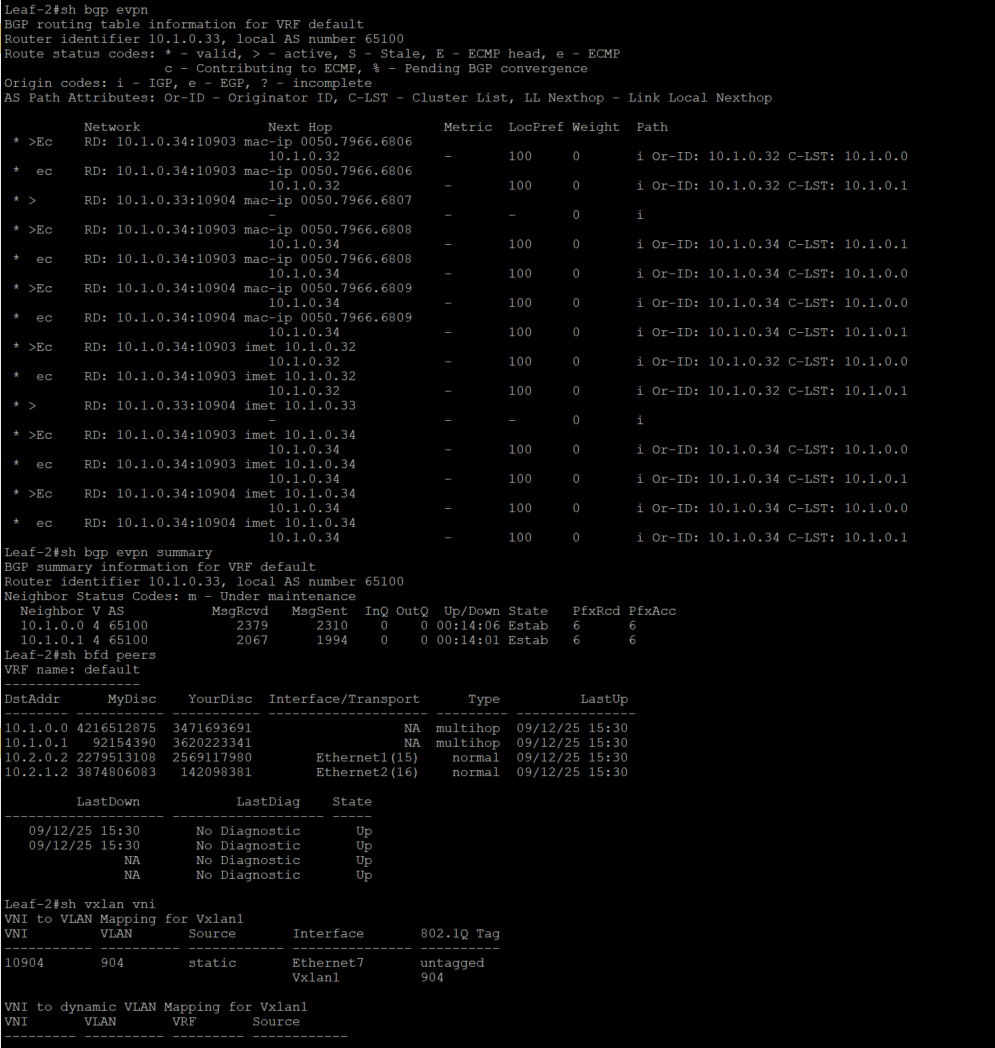 Leaf-2#sh bgp evpn
BGP routing table information for VRF default
Router identifier 10.1.0.33, local AS number 65100
Route status codes: * - valid, > - active, S - Stale, E - ECMP head, e - ECMP
                    c - Contributing to ECMP, % - Pending BGP convergence
Origin codes: i - IGP, e - EGP, ? - incomplete
AS Path Attributes: Or-ID - Originator ID, C-LST - Cluster List, LL Nexthop - Link Local Nexthop
          Network                Next Hop              Metric  LocPref Weight  Path
 * >Ec    RD: 10.1.0.34:10903 mac-ip 0050.7966.6806
                                 10.1.0.32             -       100     0       i Or-ID: 10.1.0.32 C-LST: 10.1.0.0
 *  ec    RD: 10.1.0.34:10903 mac-ip 0050.7966.6806
                                 10.1.0.32             -       100     0       i Or-ID: 10.1.0.32 C-LST: 10.1.0.1
 * >      RD: 10.1.0.33:10904 mac-ip 0050.7966.6807
                                 -                     -       -       0       i
 * >Ec    RD: 10.1.0.34:10903 mac-ip 0050.7966.6808
                                 10.1.0.34             -       100     0       i Or-ID: 10.1.0.34 C-LST: 10.1.0.1
 *  ec    RD: 10.1.0.34:10903 mac-ip 0050.7966.6808
                                 10.1.0.34             -       100     0       i Or-ID: 10.1.0.34 C-LST: 10.1.0.0
 * >Ec    RD: 10.1.0.34:10904 mac-ip 0050.7966.6809
                                 10.1.0.34             -       100     0       i Or-ID: 10.1.0.34 C-LST: 10.1.0.0
 *  ec    RD: 10.1.0.34:10904 mac-ip 0050.7966.6809
                                 10.1.0.34             -       100     0       i Or-ID: 10.1.0.34 C-LST: 10.1.0.1
 * >Ec    RD: 10.1.0.34:10903 imet 10.1.0.32
                                 10.1.0.32             -       100     0       i Or-ID: 10.1.0.32 C-LST: 10.1.0.0
 *  ec    RD: 10.1.0.34:10903 imet 10.1.0.32
                                 10.1.0.32             -       100     0       i Or-ID: 10.1.0.32 C-LST: 10.1.0.1
 * >      RD: 10.1.0.33:10904 imet 10.1.0.33
                                 -                     -       -       0       i
 * >Ec    RD: 10.1.0.34:10903 imet 10.1.0.34
                                 10.1.0.34             -       100     0       i Or-ID: 10.1.0.34 C-LST: 10.1.0.0
 *  ec    RD: 10.1.0.34:10903 imet 10.1.0.34
                                 10.1.0.34             -       100     0       i Or-ID: 10.1.0.34 C-LST: 10.1.0.1
 * >Ec    RD: 10.1.0.34:10904 imet 10.1.0.34
                                 10.1.0.34             -       100     0       i Or-ID: 10.1.0.34 C-LST: 10.1.0.0
 *  ec    RD: 10.1.0.34:10904 imet 10.1.0.34
                                 10.1.0.34             -       100     0       i Or-ID: 10.1.0.34 C-LST: 10.1.0.1
Leaf-2#sh bgp evpn summary
BGP summary information for VRF default
Router identifier 10.1.0.33, local AS number 65100
Neighbor Status Codes: m - Under maintenance
  Neighbor V AS           MsgRcvd   MsgSent  InQ OutQ  Up/Down State   PfxRcd PfxAcc
  10.1.0.0 4 65100           2379      2310    0    0 00:14:06 Estab   6      6
  10.1.0.1 4 65100           2067      1994    0    0 00:14:01 Estab   6      6
Leaf-2#sh bfd peers
VRF name: default
-----------------
DstAddr      MyDisc    YourDisc  Interface/Transport      Type          LastUp
-------- ----------- ----------- -------------------- --------- ---------------
10.1.0.0 4216512875  3471693691                   NA  multihop  09/12/25 15:30
10.1.0.1   92154390  3620223341                   NA  multihop  09/12/25 15:30
10.2.0.2 2279513108  2569117980        Ethernet1(15)    normal  09/12/25 15:30
10.2.1.2 3874806083   142098381        Ethernet2(16)    normal  09/12/25 15:30
         LastDown            LastDiag    State
-------------------- ------------------- -----
   09/12/25 15:30       No Diagnostic       Up
   09/12/25 15:30       No Diagnostic       Up
               NA       No Diagnostic       Up
               NA       No Diagnostic       Up
Leaf-2#sh vxlan vni
VNI to VLAN Mapping for Vxlan1
VNI         VLAN       Source       Interface       802.1Q Tag
----------- ---------- ------------ --------------- ----------
10904       904        static       Ethernet7       untagged
                                    Vxlan1          904
VNI to dynamic VLAN Mapping for Vxlan1
VNI       VLAN       VRF       Source
--------- ---------- --------- ------------